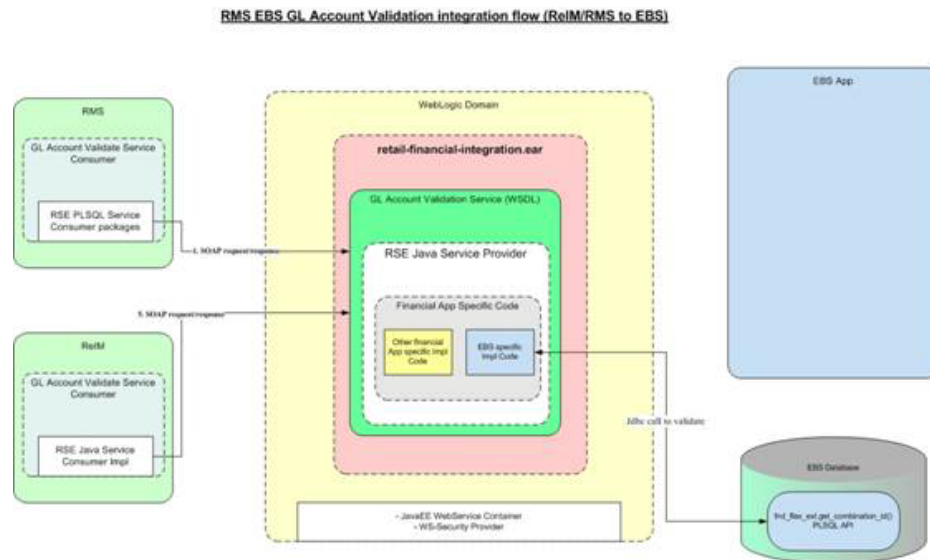 RMS EBS GL Account Validation integration flow (ReIM/RMS to EBS)
RMS
GL Account Validate Service
Consumer
RSE PLSQL Service
Consumer packages
1. SOAP request/response
ReIM
GL Account Validate Service
Consumer
RSE Java Service
Consumer Impl
5. SOAP request/response
WebLogic Domain
retail-financial-integration.ear
GL Account Validation Service (WSDL)
RSE Java Service Provider
Financial App Specific Code
Other financial
App specific Impl
Code
EBS specific
Impl Code
- JavaEE WebService Container
- WS-Security Provider
EBS App
Jdbc call to validate
EBS Database
fnd_flex_ext.get_combination_id()
PLSQL API